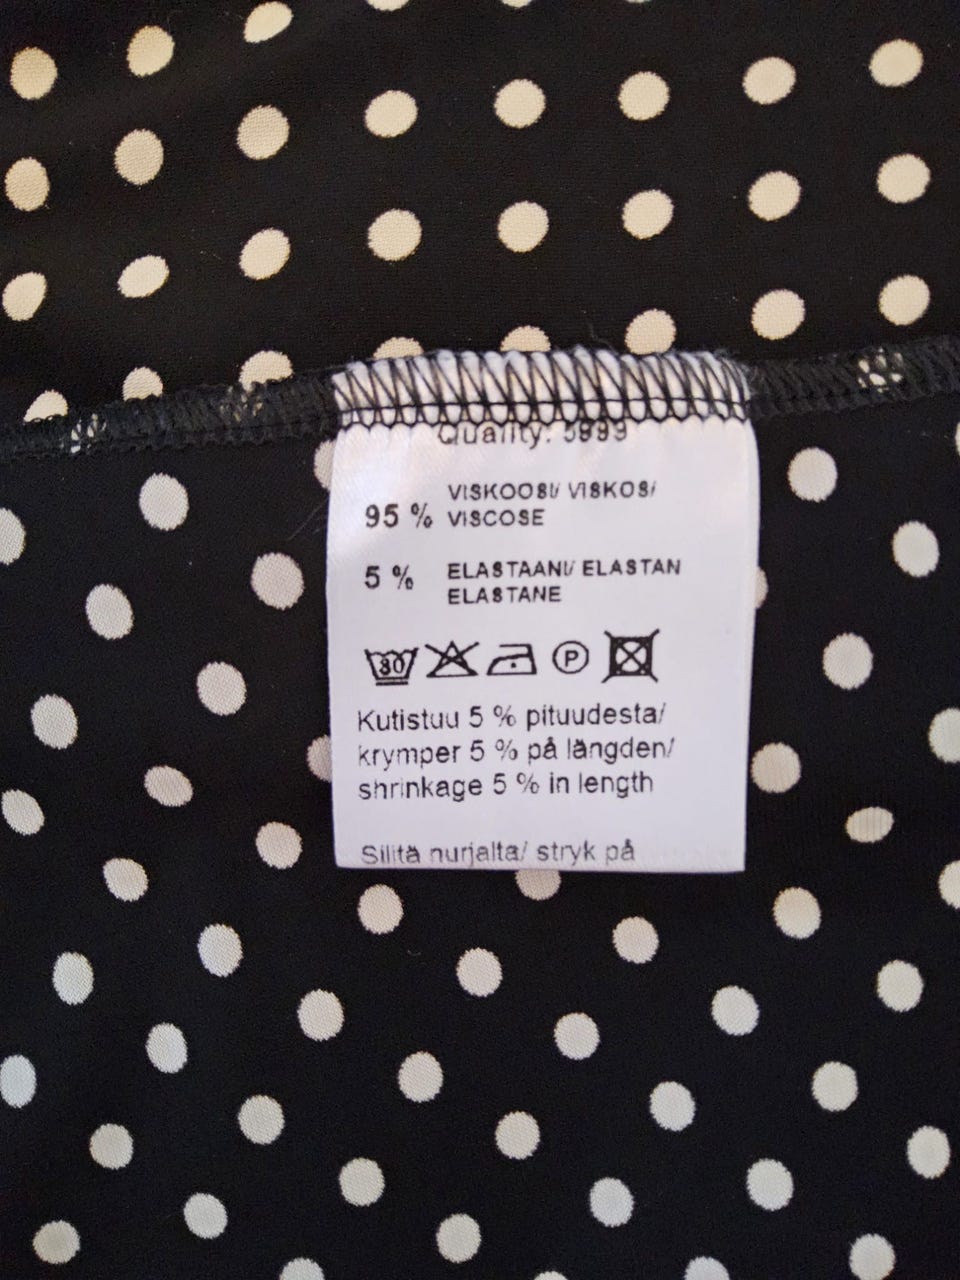 Quality: 5999
95 % VISKOOSI/ VISKOS/
VISCOSE
5 % ELASTAANI/ ELASTAN
ELASTANE
30 P
Kutistuu 5 % pituudesta/
krymper 5 % på längden/
shrinkage 5 % in length
Silitä nurjalta/ stryk på